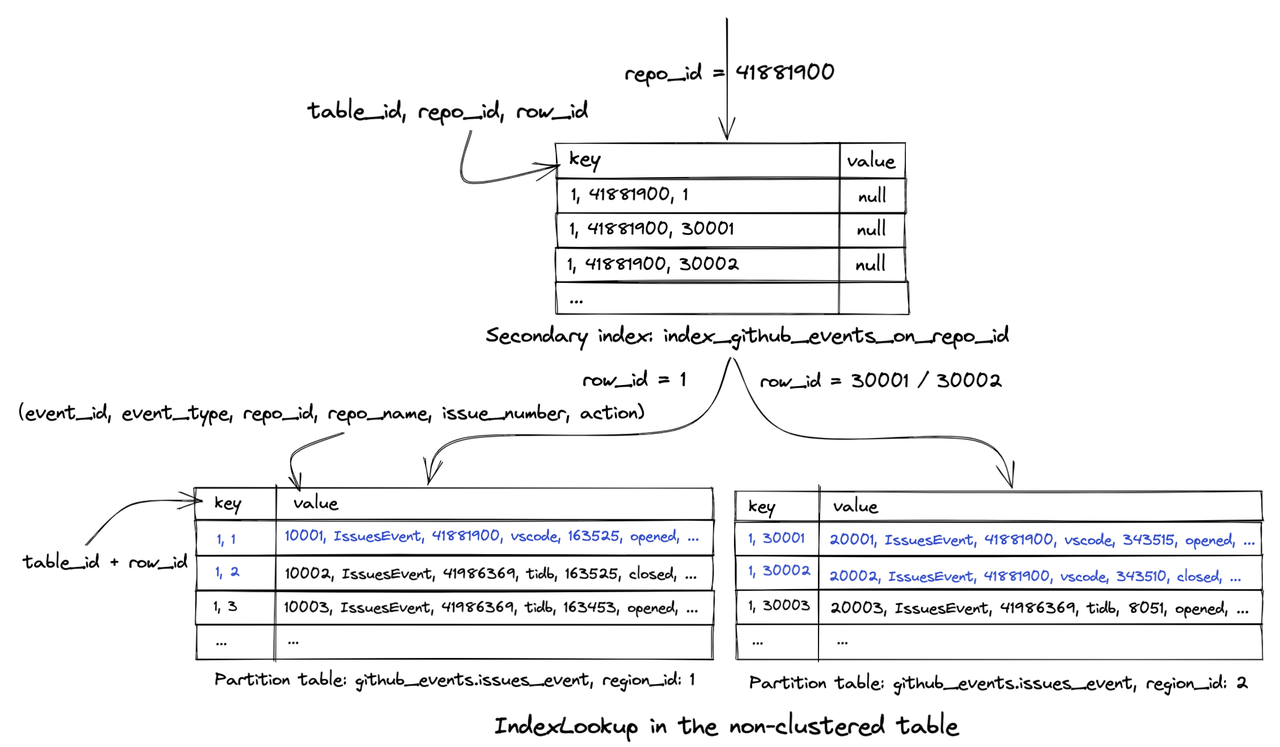 repo_id = 41881900
table_id, repo_id, row_id
key value
1, 41881900, 1 null
1, 41881900, 30001 null
1, 41881900, 30002 null
...
Secondary index: index_github_events_on_repo_id
row_id = 1 row_id = 30001 / 30002
(event_id, event_type, repo_id, repo_name, issue_number, action)
table_id + row_id
key value
1, 1 10001, IssuesEvent, 41881900, vscode, 163525, opened, ...
1, 2 10002, IssuesEvent, 41986369, tidb, 163525, closed, ...
1, 3 10003, IssuesEvent, 41986369, tidb, 163453, opened, ...
... ...
Partition table: github_events.issues_event, region_id: 1
key value
1, 30001 20001, IssuesEvent, 41881900, vscode, 343515, opened, ...
1, 30002 20002, IssuesEvent, 41881900, vscode, 343510, closed, ...
1, 30003 20003, IssuesEvent, 41986369, tidb, 8051, opened, ...
... ...
Partition table: github_events.issues_event, region_id: 2
IndexLookup in the non-clustered table